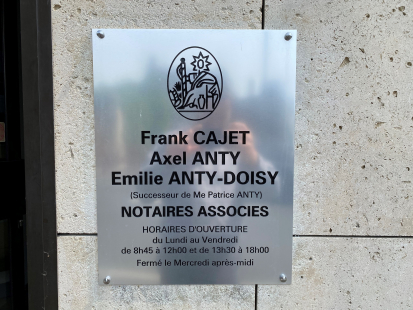 Frank CAJET
Axel ANTY
Emilie ANTY-DOISY
(Successeur de Me Patrice ANTY)
NOTAIRES ASSOCIES
HORAIRES D'OUVERTURE
du Lundi au Vendredi
de 8h45 à 12h00 et de 13h30 à 18h00
Fermé le Mercredi après-midi